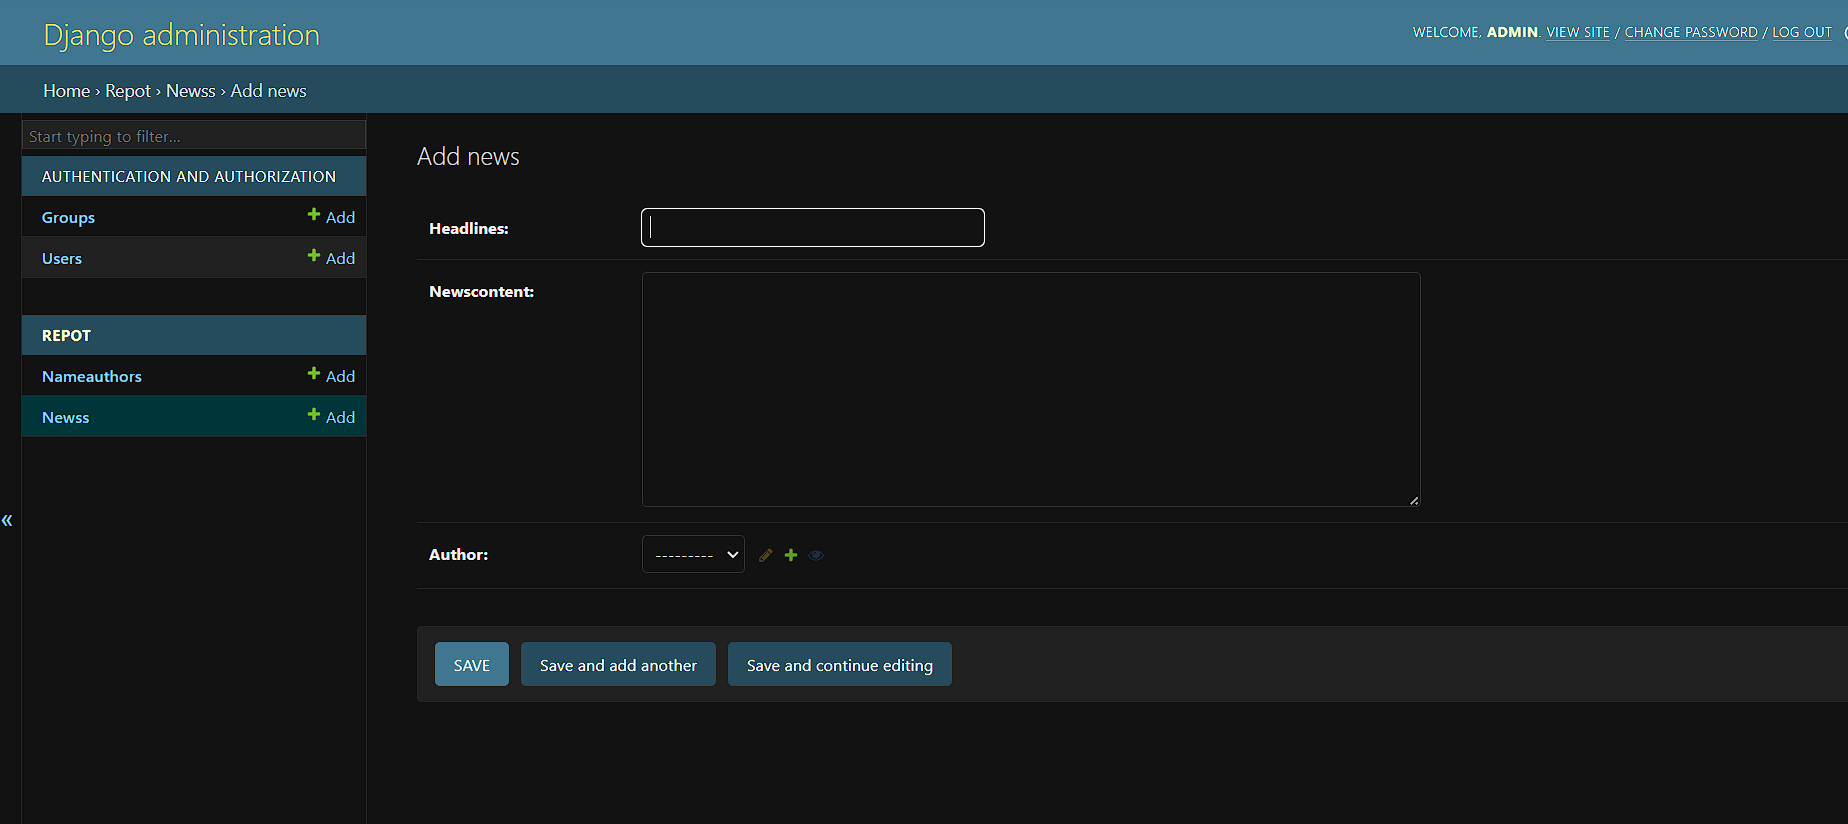 Django administration
WELCOME, ADMIN. VIEW SITE / CHANGE PASSWORD / LOG OUT
Home › Repot › Newss › Add news
Start typing to filter...
AUTHENTICATION AND AUTHORIZATION
Groups + Add
Users + Add
REPOT
Nameauthors + Add
Newss + Add
«
Add news
Headlines:
Newscontent:
Author:
---------
SAVE
Save and add another
Save and continue editing